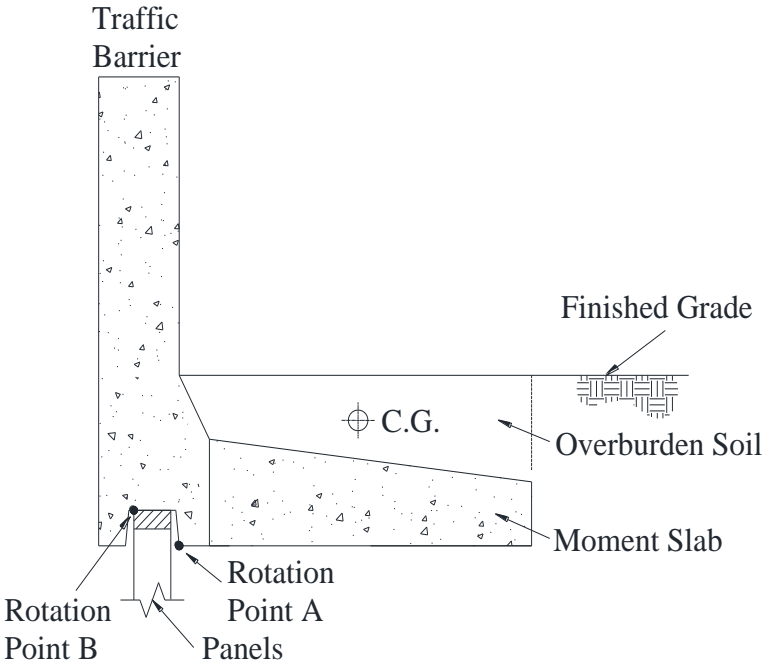 Traffic
Barrier
Finished Grade
C.G.
Overburden Soil
Moment Slab
Rotation
Point A
Rotation
Point B
Panels